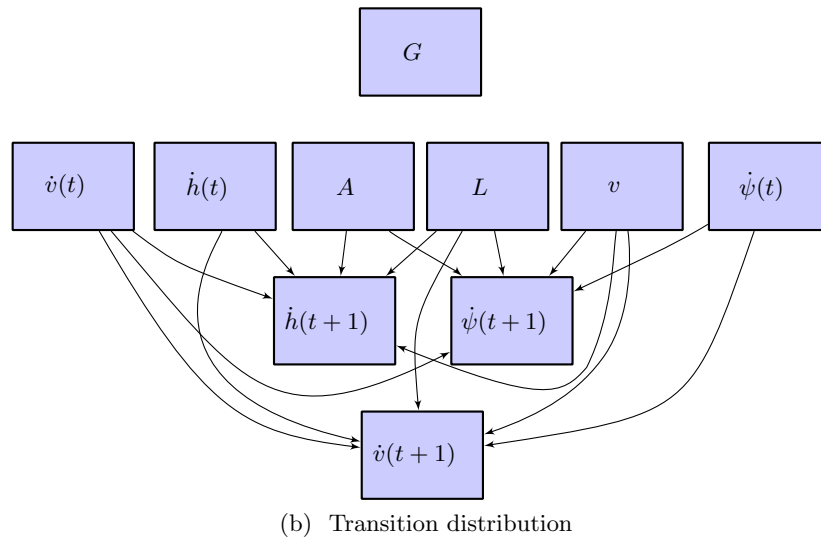 G
v̇(t) ḣ(t) A L v ψ̇(t)
ḣ(t + 1) ψ̇(t + 1)
v̇(t + 1)
(b) Transition distribution